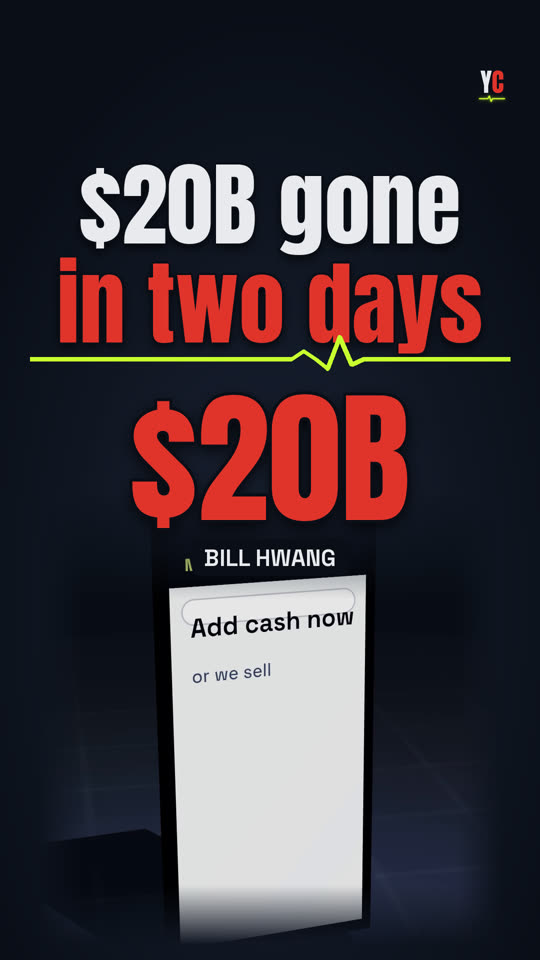 YC
$20B gone
in two days
$20B
BILL HWANG
Add cash now
or we sell